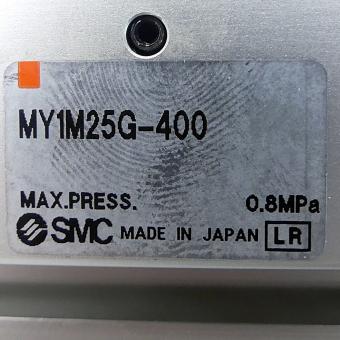 MY1M25G-400
MAX.PRESS. 0.8MPa
SMC MADE IN JAPAN LR